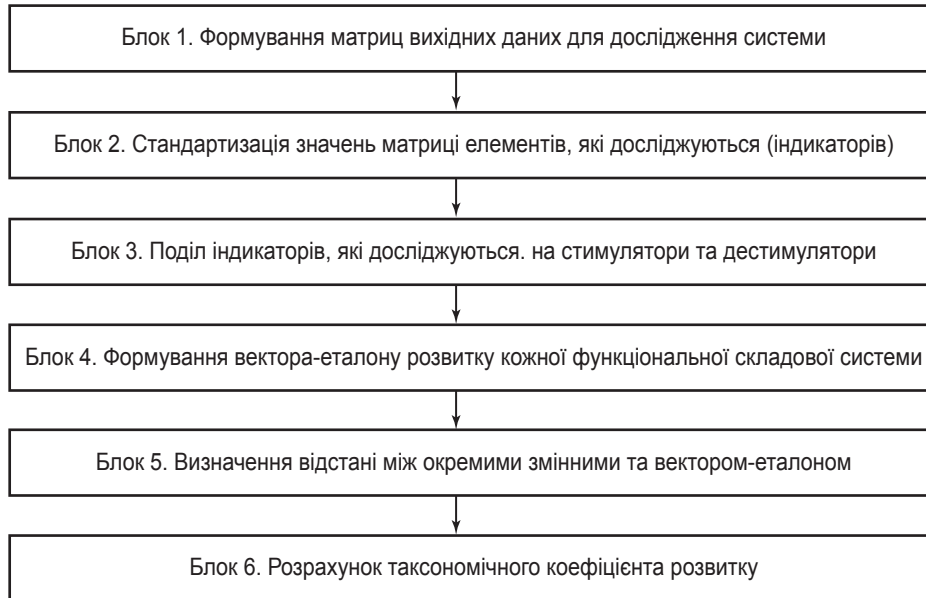 Блок 1. Формування матриц вихідних даних для дослідження системи
Блок 2. Стандартизація значень матриці елементів, які досліджуються (індикаторів)
Блок 3. Поділ індикаторів, які досліджуються. на стимулятори та дестимулятори
Блок 4. Формування вектора-еталону розвитку кожної функціональної складової системи
Блок 5. Визначення відстані між окремими змінними та вектором-еталоном
Блок 6. Розрахунок таксономічного коефіцієнта розвитку